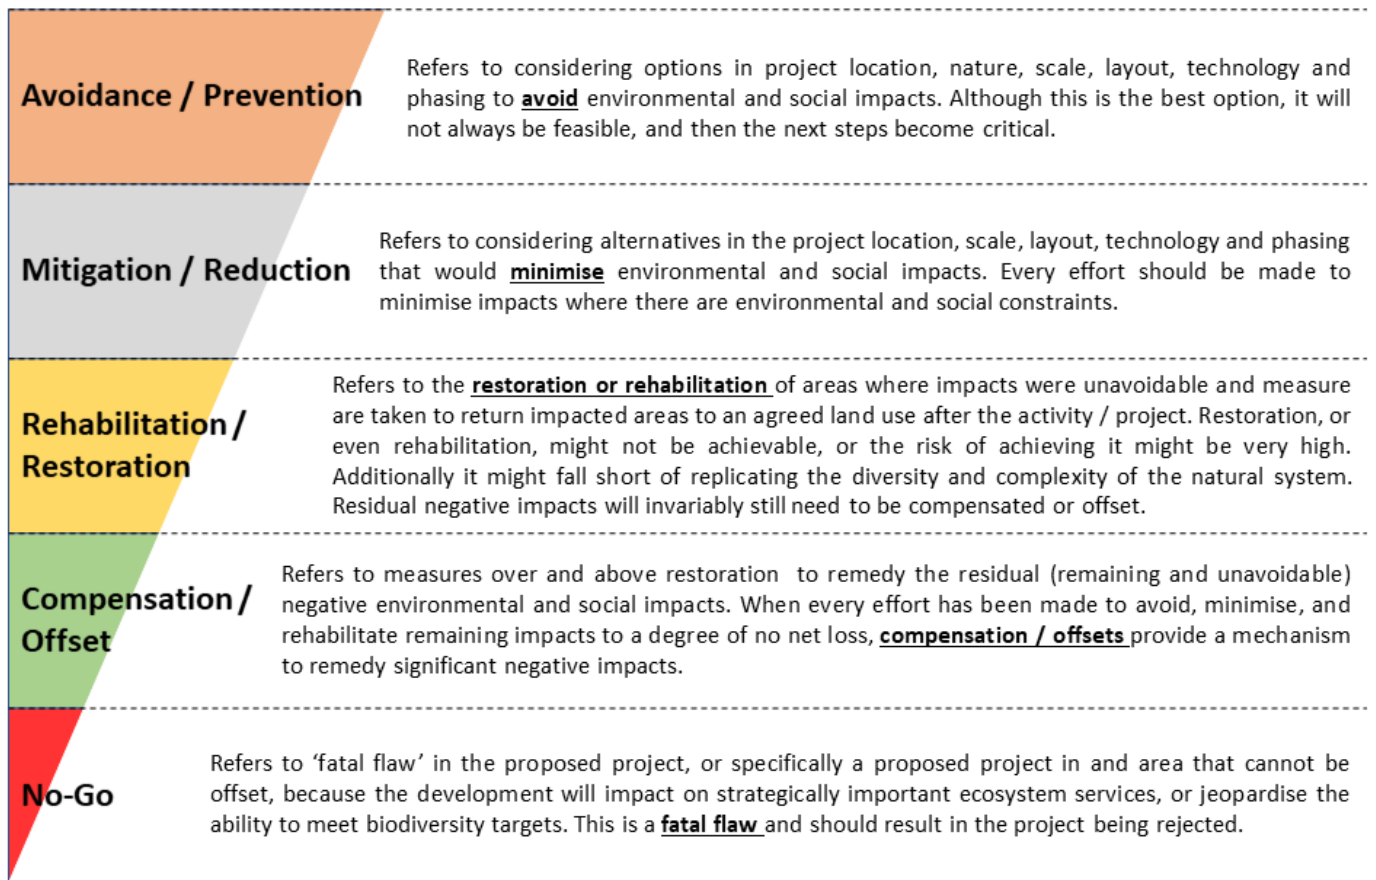 Avoidance / Prevention
Refers to considering options in project location, nature, scale, layout, technology and
phasing to avoid environmental and social impacts. Although this is the best option, it will
not always be feasible, and then the next steps become critical.
Mitigation / Reduction
Refers to considering alternatives in the project location, scale, layout, technology and phasing
that would minimise environmental and social impacts. Every effort should be made to
minimise impacts where there are environmental and social constraints.
Rehabilitation /
Restoration
Refers to the restoration or rehabilitation of areas where impacts were unavoidable and measure
are taken to return impacted areas to an agreed land use after the activity / project. Restoration, or
even rehabilitation, might not be achievable, or the risk of achieving it might be very high.
Additionally it might fall short of replicating the diversity and complexity of the natural system.
Residual negative impacts will invariably still need to be compensated or offset.
Compensation /
Offset
Refers to measures over and above restoration to remedy the residual (remaining and unavoidable)
negative environmental and social impacts. When every effort has been made to avoid, minimise, and
rehabilitate remaining impacts to a degree of no net loss, compensation / offsets provide a mechanism
to remedy significant negative impacts.
No-Go
Refers to ‘fatal flaw’ in the proposed project, or specifically a proposed project in and area that cannot be
offset, because the development will impact on strategically important ecosystem services, or jeopardise the
ability to meet biodiversity targets. This is a fatal flaw and should result in the project being rejected.